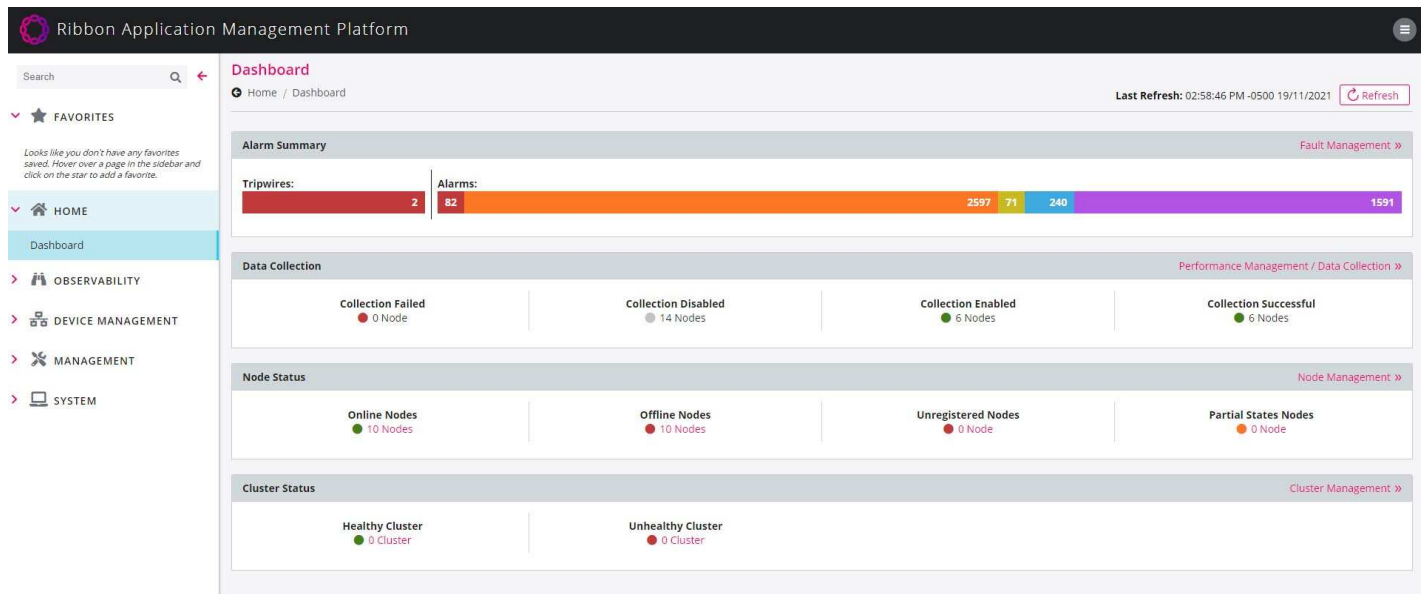 Ribbon Application Management Platform
Search
FAVORITES
Looks like you don't have any favorites
saved. Hover over a page in the sidebar and
click on the star to add a favorite.
HOME
Dashboard
OBSERVABILITY
DEVICE MANAGEMENT
MANAGEMENT
SYSTEM
Dashboard
Home / Dashboard
Last Refresh: 02:58:46 PM -0500 19/11/2021 Refresh
Alarm Summary Fault Management »
Tripwires: Alarms:
2 82 2597 71 240 1591
Data Collection Performance Management / Data Collection »
Collection Failed Collection Disabled Collection Enabled Collection Successful
0 Node 14 Nodes 6 Nodes 6 Nodes
Node Status Node Management »
Online Nodes Offline Nodes Unregistered Nodes Partial States Nodes
10 Nodes 10 Nodes 0 Node 0 Node
Cluster Status Cluster Management »
Healthy Cluster Unhealthy Cluster
0 Cluster 0 Cluster